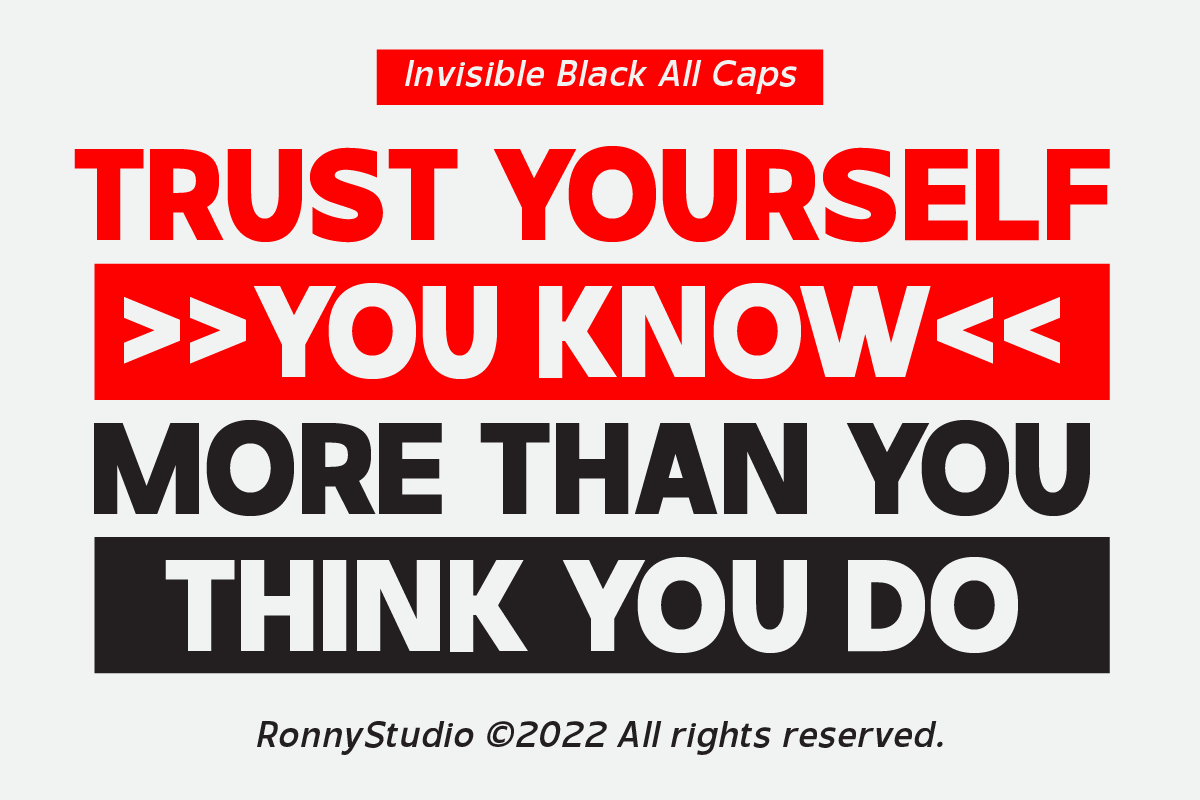 Invisible Black All Caps
TRUST YOURSELF
>>YOU KNOW<<
MORE THAN YOU
THINK YOU DO
RonnyStudio ©2022 All rights reserved.